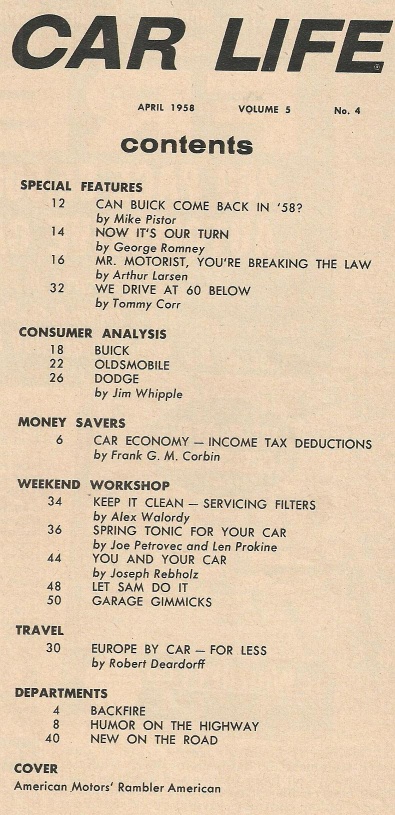 CAR LIFE
APRIL 1958 VOLUME 5 No. 4
contents
SPECIAL FEATURES
12 CAN BUICK COME BACK IN '58?
by Mike Pistor
14 NOW IT'S OUR TURN
by George Romney
16 MR. MOTORIST, YOU'RE BREAKING THE LAW
by Arthur Larsen
32 WE DRIVE AT 60 BELOW
by Tommy Corr
CONSUMER ANALYSIS
18 BUICK
22 OLDSMOBILE
26 DODGE
by Jim Whipple
MONEY SAVERS
6 CAR ECONOMY — INCOME TAX DEDUCTIONS
by Frank G. M. Corbin
WEEKEND WORKSHOP
34 KEEP IT CLEAN — SERVICING FILTERS
by Alex Walordy
36 SPRING TONIC FOR YOUR CAR
by Joe Petrovec and Len Prokine
44 YOU AND YOUR CAR
by Joseph Rebholz
48 LET SAM DO IT
50 GARAGE GIMMICKS
TRAVEL
30 EUROPE BY CAR — FOR LESS
by Robert Deardorff
DEPARTMENTS
4 BACKFIRE
8 HUMOR ON THE HIGHWAY
40 NEW ON THE ROAD
COVER
American Motors' Rambler American